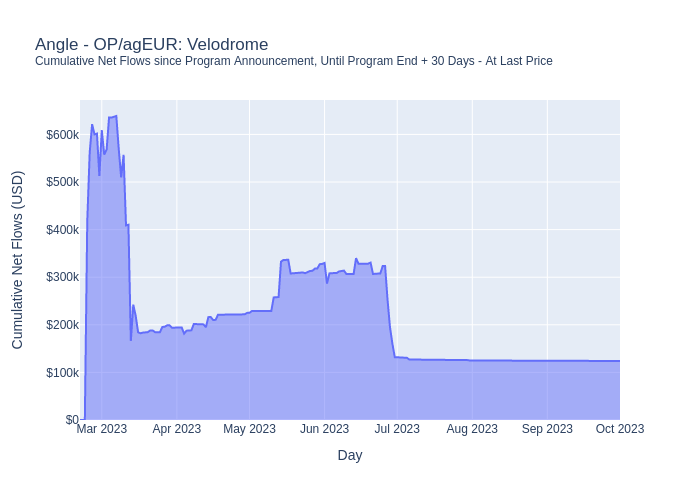 Angle - OP/agEUR: Velodrome
Cumulative Net Flows since Program Announcement, Until Program End + 30 Days - At Last Price
Cumulative Net Flows (USD)
$600k
$500k
$400k
$300k
$200k
$100k
$0
Mar 2023 Apr 2023 May 2023 Jun 2023 Jul 2023 Aug 2023 Sep 2023 Oct 2023
Day